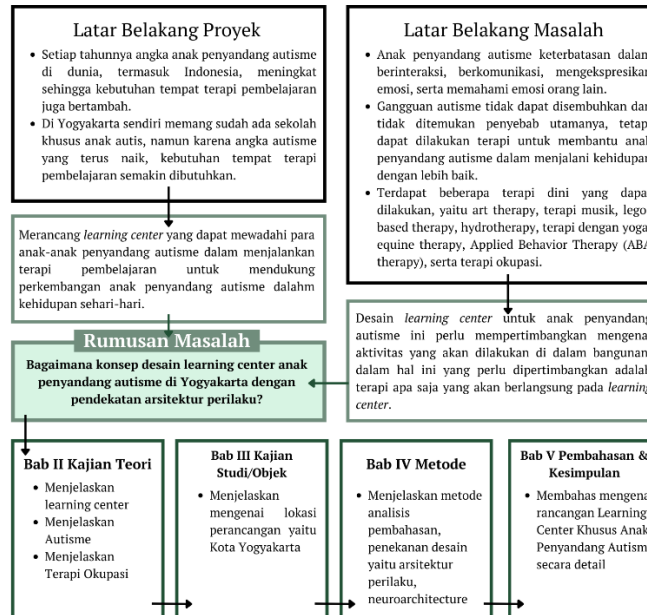 Latar Belakang Proyek
• Setiap tahunnya angka anak penyandang autisme
di dunia, termasuk Indonesia, meningkat
sehingga kebutuhan tempat terapi pembelajaran
juga bertambah.
• Di Yogyakarta sendiri memang sudah ada sekolah
khusus anak autis, namun karena angka autisme
yang terus naik, kebutuhan tempat terapi
pembelajaran semakin dibutuhkan.
Merancang learning center yang dapat mewadahi para
anak-anak penyandang autisme dalam menjalankan
terapi pembelajaran untuk mendukung
perkembangan anak penyandang autisme dalahm
kehidupan sehari-hari.
Latar Belakang Masalah
• Anak penyandang autisme keterbatasan dalam
berinteraksi, berkomunikasi, mengekspresikan
emosi, serta memahami emosi orang lain.
• Gangguan autisme tidak dapat disembuhkan dan
tidak ditemukan penyebab utamanya, tetapi
dapat dilakukan terapi untuk membantu anak
penyandang autisme dalam menjalani kehidupan
dengan lebih baik.
• Terdapat beberapa terapi dini yang dapat
dilakukan, yaitu art therapy, terapi musik, lego-
based therapy, hydrotherapy, terapi dengan yoga,
equine therapy, Applied Behavior Therapy (ABA
therapy), serta terapi okupasi.
Desain learning center untuk anak penyandang
autisme ini perlu mempertimbangkan mengenai
aktivitas yang akan dilakukan di dalam bangunan,
dalam hal ini yang perlu dipertimbangkan adalah
terapi apa saja yang akan berlangsung pada learning
center.
Rumusan Masalah
Bagaimana konsep desain learning center anak
penyandang autisme di Yogyakarta dengan
pendekatan arsitektur perilaku?
Bab II Kajian Teori
• Menjelaskan
learning center
• Menjelaskan
Autisme
• Menjelaskan
Terapi Okupasi
Bab III Kajian
Studi/Objek
• Menjelaskan
mengenai lokasi
perancangan yaitu
Kota Yogyakarta
Bab IV Metode
• Menjelaskan metode
analisis
pembahasan,
penekanan desain
yaitu arsitektur
perilaku,
neuroarchitecture
Bab V Pembahasan &
Kesimpulan
• Membahas mengenai
rancangan Learning
Center Khusus Anak
Penyandang Autisme
secara detail